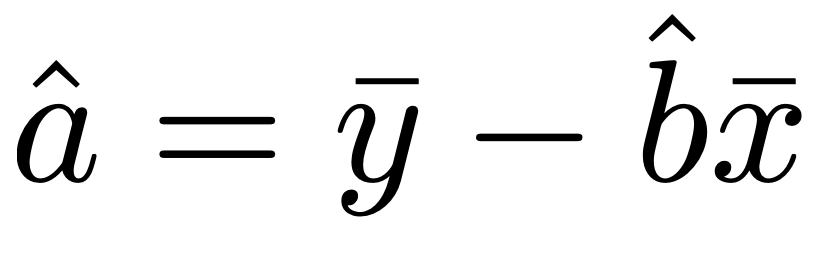 â = ȳ − b̂x̄